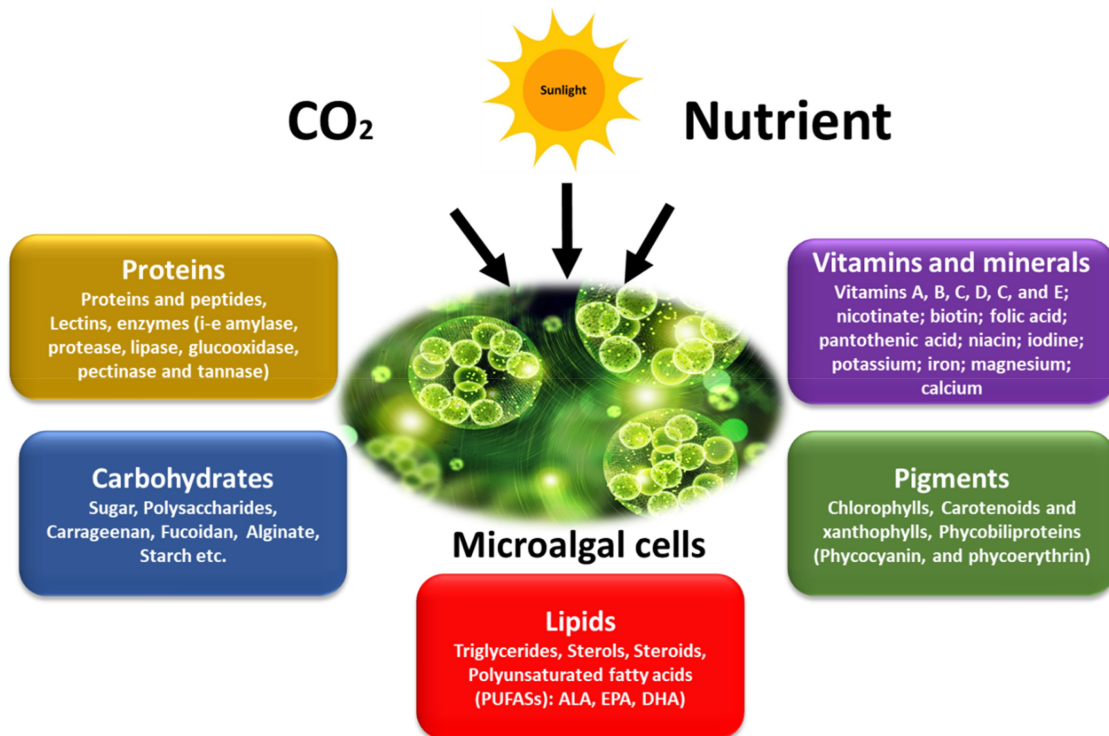 Sunlight
CO₂
Nutrient
Proteins
Proteins and peptides,
Lectins, enzymes (i-e amylase,
protease, lipase, glucooxidase,
pectinase and tannase)
Vitamins and minerals
Vitamins A, B, C, D, C, and E;
nicotinate; biotin; folic acid;
pantothenic acid; niacin; iodine;
potassium; iron; magnesium;
calcium
Carbohydrates
Sugar, Polysaccharides,
Carrageenan, Fucoidan, Alginate,
Starch etc.
Pigments
Chlorophylls, Carotenoids and
xanthophylls, Phycobiliproteins
(Phycocyanin, and phycoerythrin)
Microalgal cells
Lipids
Triglycerides, Sterols, Steroids,
Polyunsaturated fatty acids
(PUFASs): ALA, EPA, DHA)